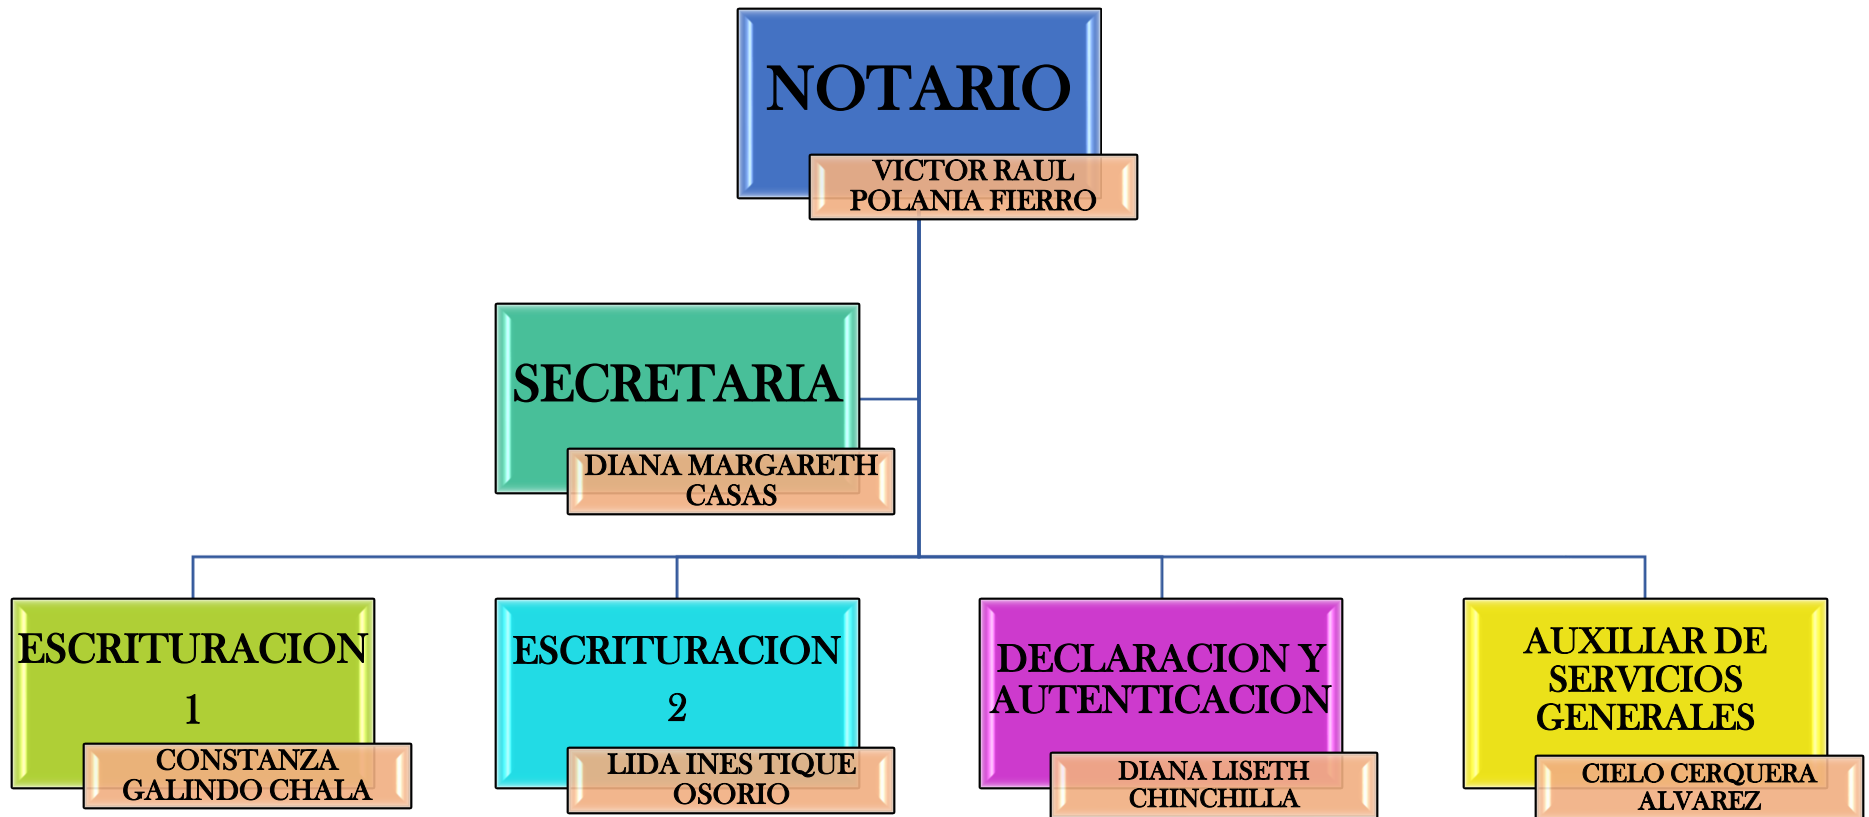 NOTARIO
VICTOR RAUL
POLANIA FIERRO
SECRETARIA
DIANA MARGARETH
CASAS
ESCRITURACION
1
CONSTANZA
GALINDO CHALA
ESCRITURACION
2
LIDA INES TIQUE
OSORIO
DECLARACION Y
AUTENTICACION
DIANA LISETH
CHINCHILLA
AUXILIAR DE
SERVICIOS
GENERALES
CIELO CERQUERA
ALVAREZ